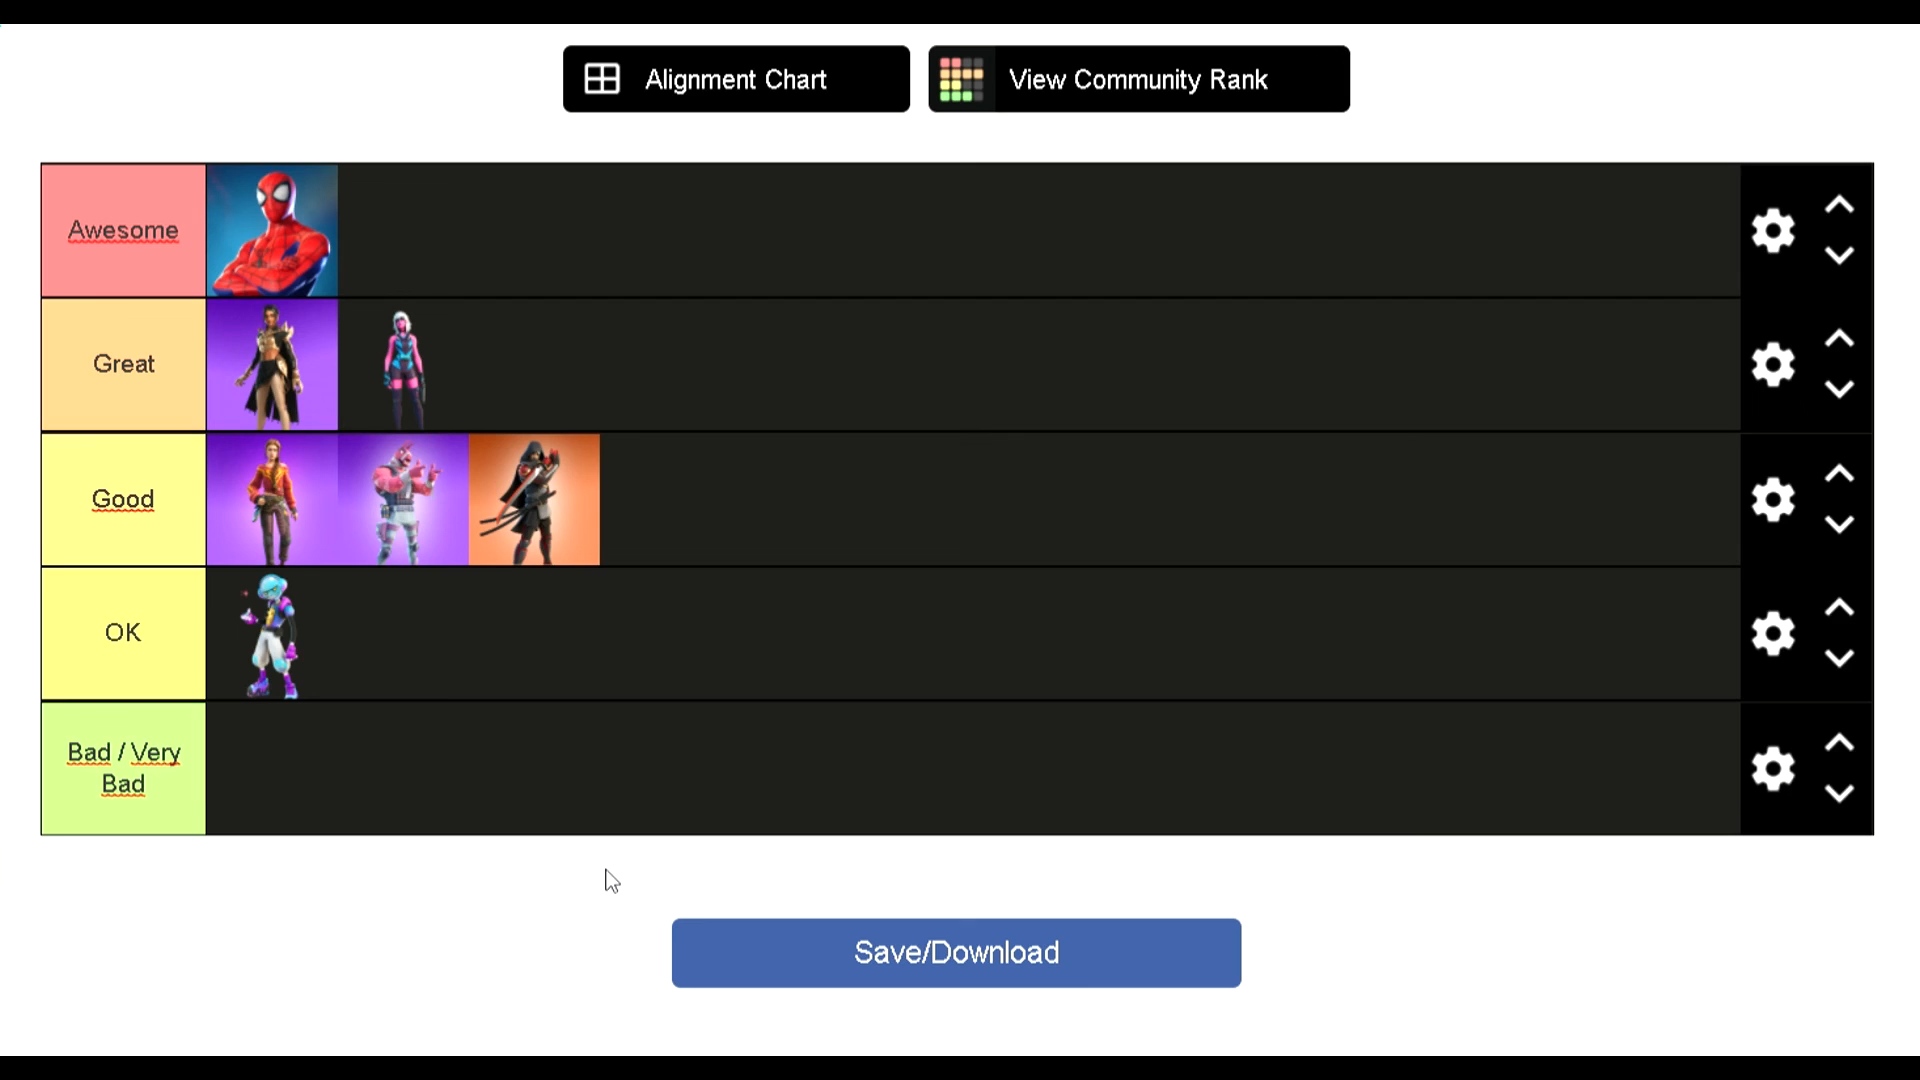 Alignment Chart
View Community Rank
Awesome
Great
Good
OK
Bad / Very
Bad
Save/Download